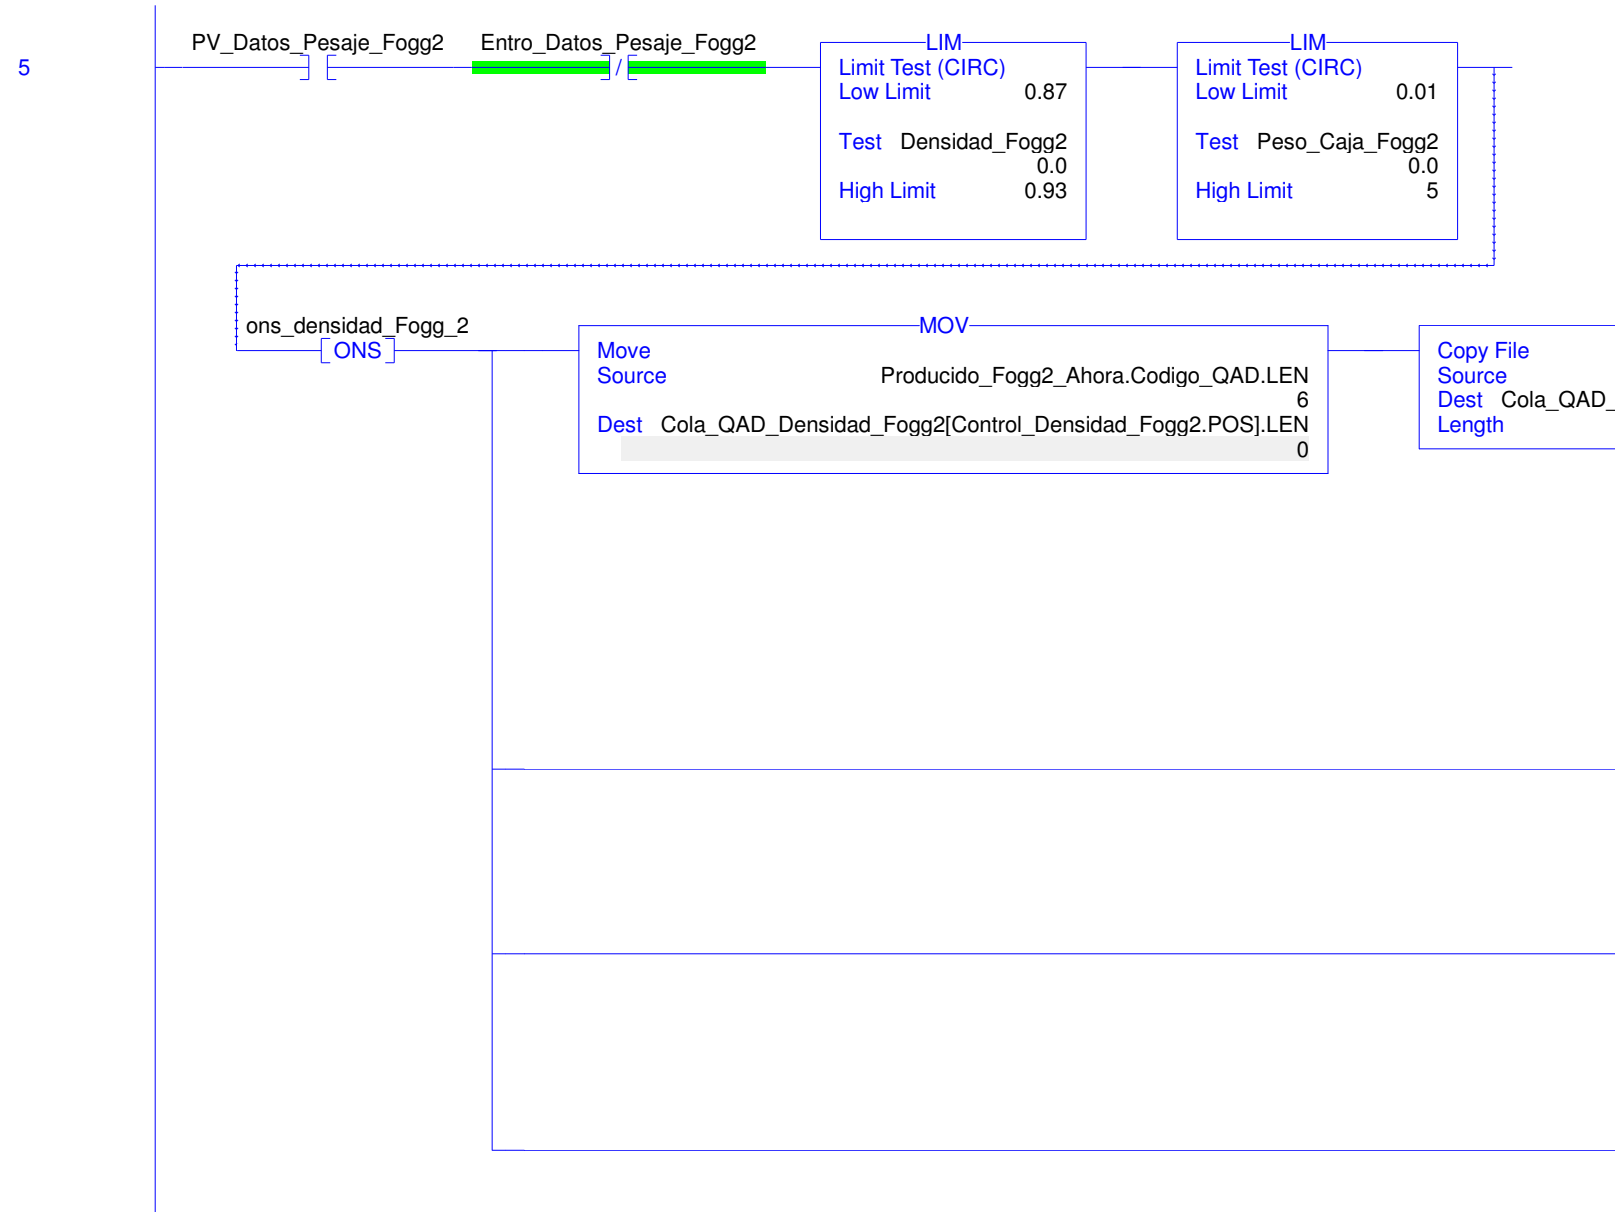 PV_Datos_Pesaje_Fogg2 Entro_Datos_Pesaje_Fogg2
5
/
LIM
Limit Test (CIRC)
Low Limit 0.87
Test Densidad_Fogg2
0.0
High Limit 0.93
LIM
Limit Test (CIRC)
Low Limit 0.01
Test Peso_Caja_Fogg2
0.0
High Limit 5
ons_densidad_Fogg_2
ONS
MOV
Move
Source Producido_Fogg2_Ahora.Codigo_QAD.LEN
6
Dest Cola_QAD_Densidad_Fogg2[Control_Densidad_Fogg2.POS].LEN
0
Copy File
Source
Dest Cola_QAD_
Length